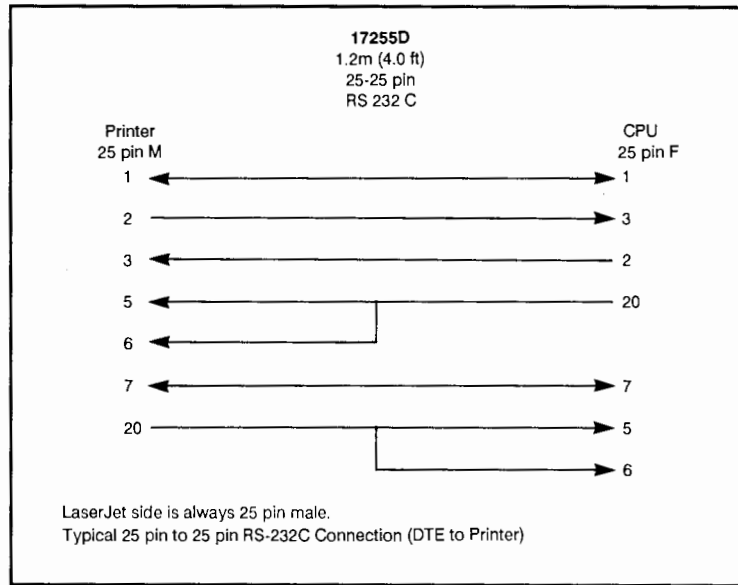 17255D
1.2m (4.0 ft)
25-25 pin
RS 232 C
Printer CPU
25 pin M 25 pin F
1 1
2 3
3 2
5 20
6
7 7
20 5
6
LaserJet side is always 25 pin male.
Typical 25 pin to 25 pin RS-232C Connection (DTE to Printer)